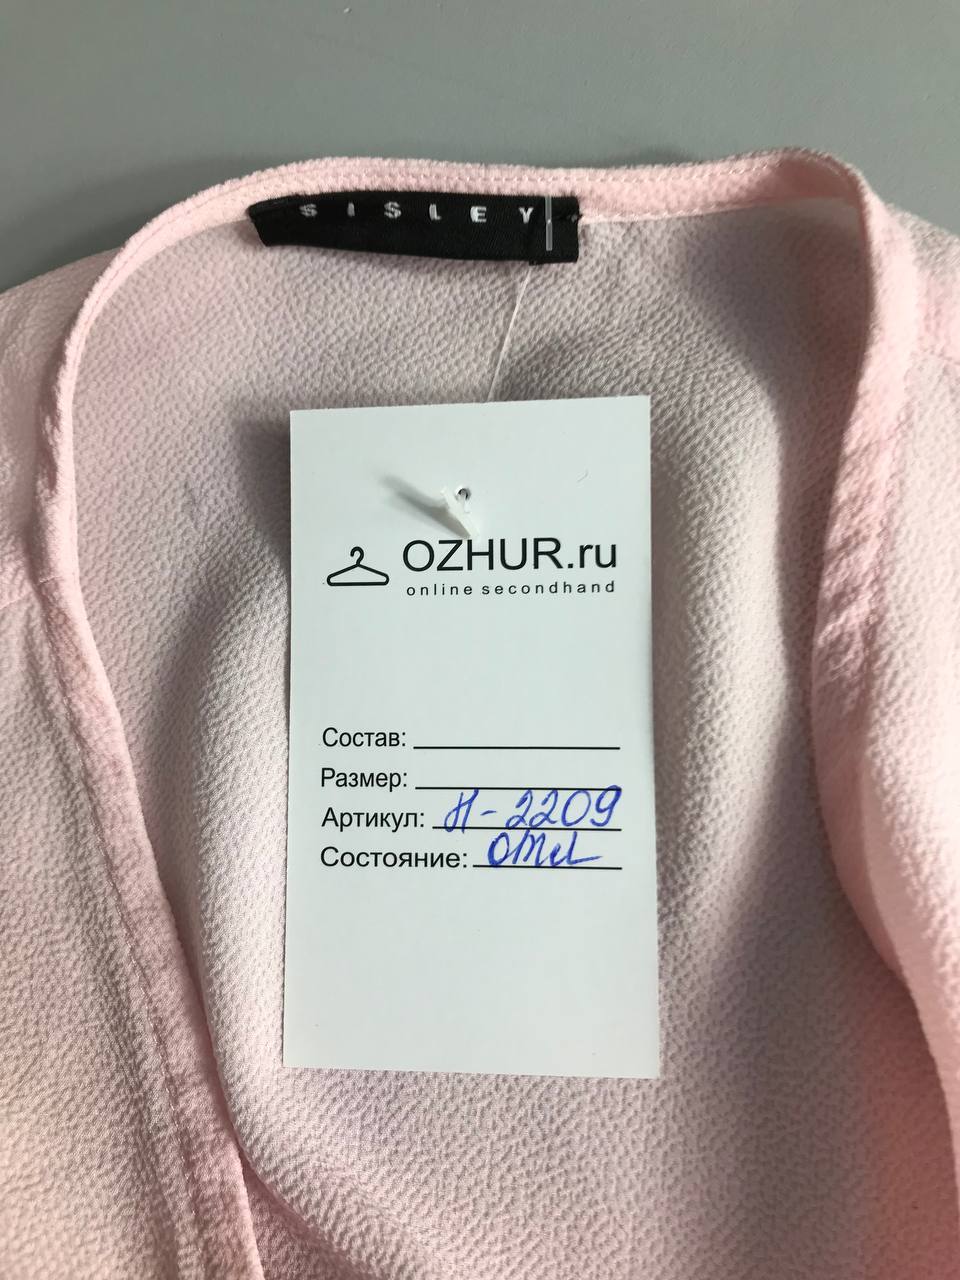 SISLEY
OZHUR.ru
online secondhand
Состав:
Размер:
Артикул: Н-2209
Состояние: отл